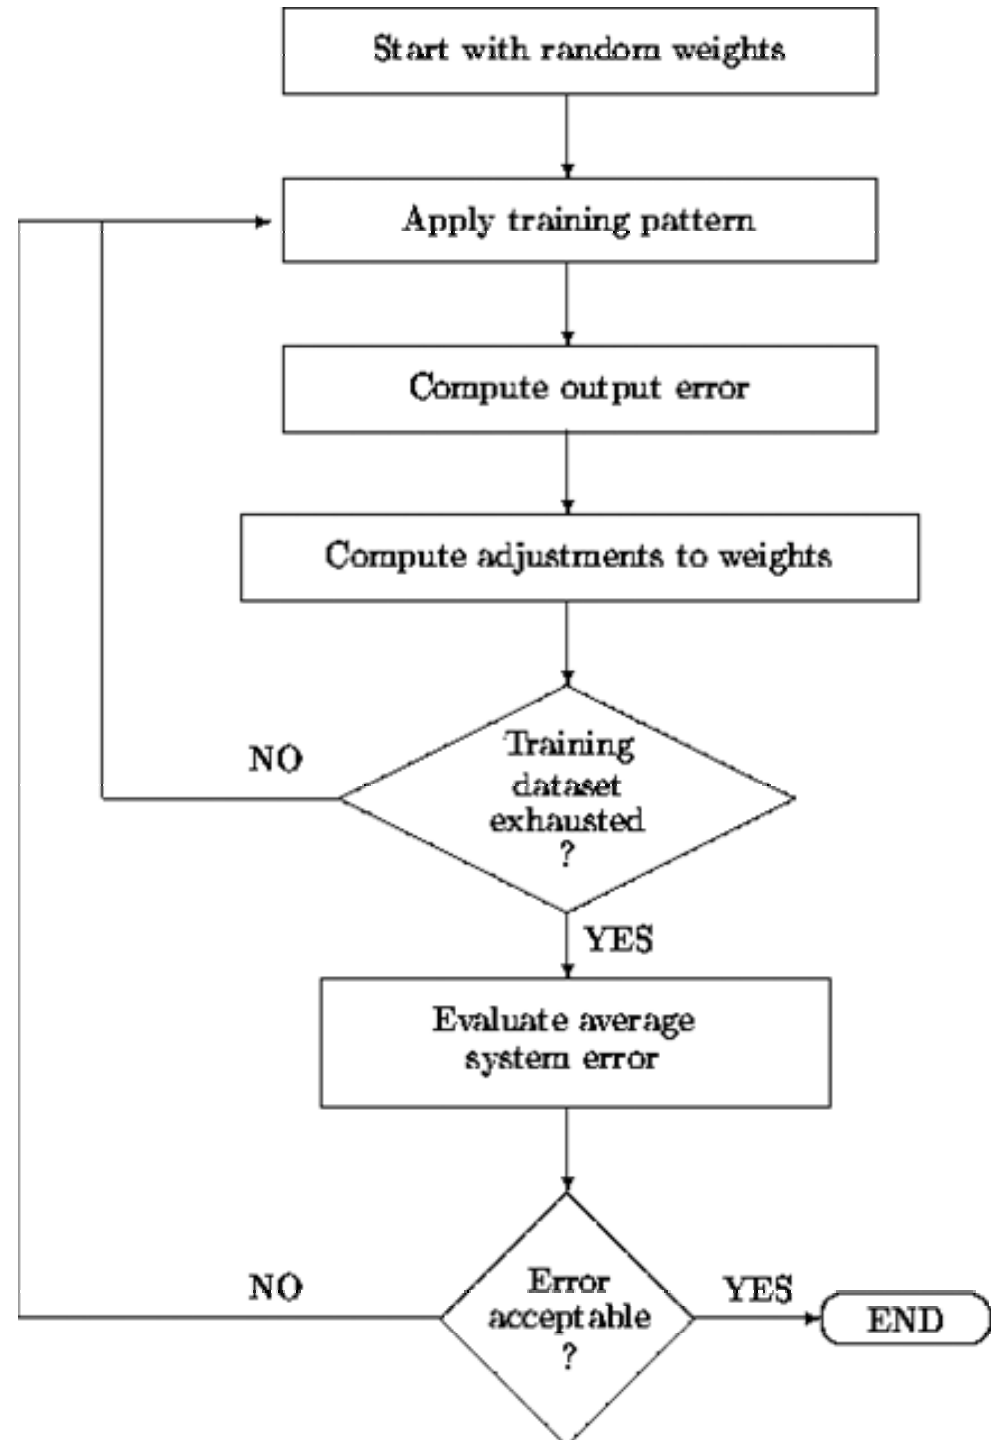 Start with random weights
Apply training pattern
Compute output error
Compute adjustments to weights
NO
Training
dataset
exhausted
?
YES
Evaluate average
system error
NO
Error
acceptable
?
YES
END